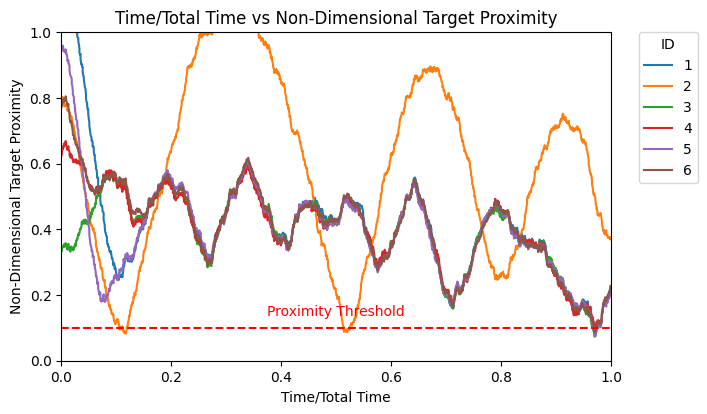 Time/Total Time vs Non-Dimensional Target Proximity
Non-Dimensional Target Proximity
1.0
0.8
0.6
0.4
0.2
0.0
Proximity Threshold
0.0 0.2 0.4 0.6 0.8 1.0
Time/Total Time
ID
1
2
3
4
5
6